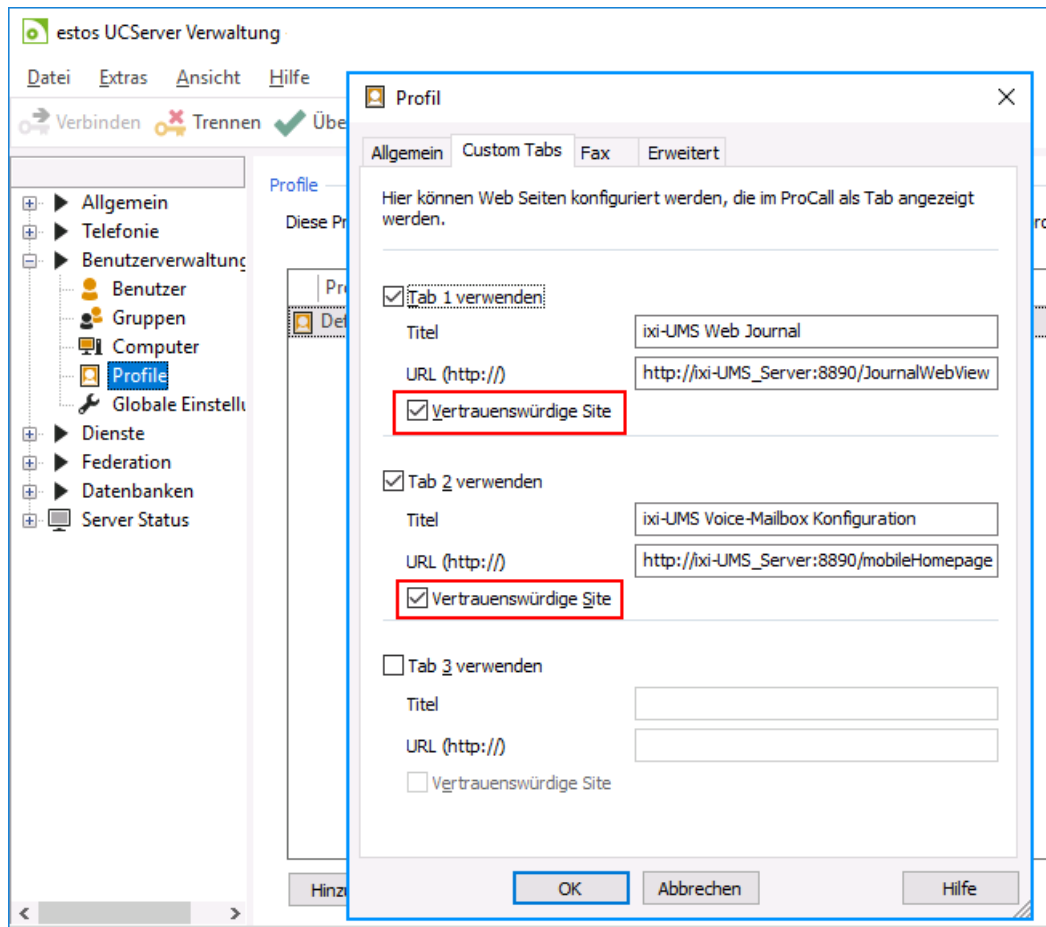 estos UCServer Verwaltung
Datei Extras Ansicht Hilfe
Verbinden Trennen Übe
Allgemein
Telefonie
Benutzerverwaltung
Benutzer
Gruppen
Computer
Profile
Globale Einstellu
Dienste
Federation
Datenbanken
Server Status
Profile
Diese Pr
Pr
Def
Hinz
Profil
Allgemein Custom Tabs Fax Erweitert
Hier können Web Seiten konfiguriert werden, die im ProCall als Tab angezeigt
werden.
Tab 1 verwenden
Titel ixi-UMS Web Journal
URL (http://) http://ixi-UMS_Server:8890/JournalWebView
Vertrauenswürdige Site
Tab 2 verwenden
Titel ixi-UMS Voice-Mailbox Konfiguration
URL (http://) http://ixi-UMS_Server:8890/mobileHomepage
Vertrauenswürdige Site
Tab 3 verwenden
Titel
URL (http://)
Vertrauenswürdige Site
OK Abbrechen Hilfe